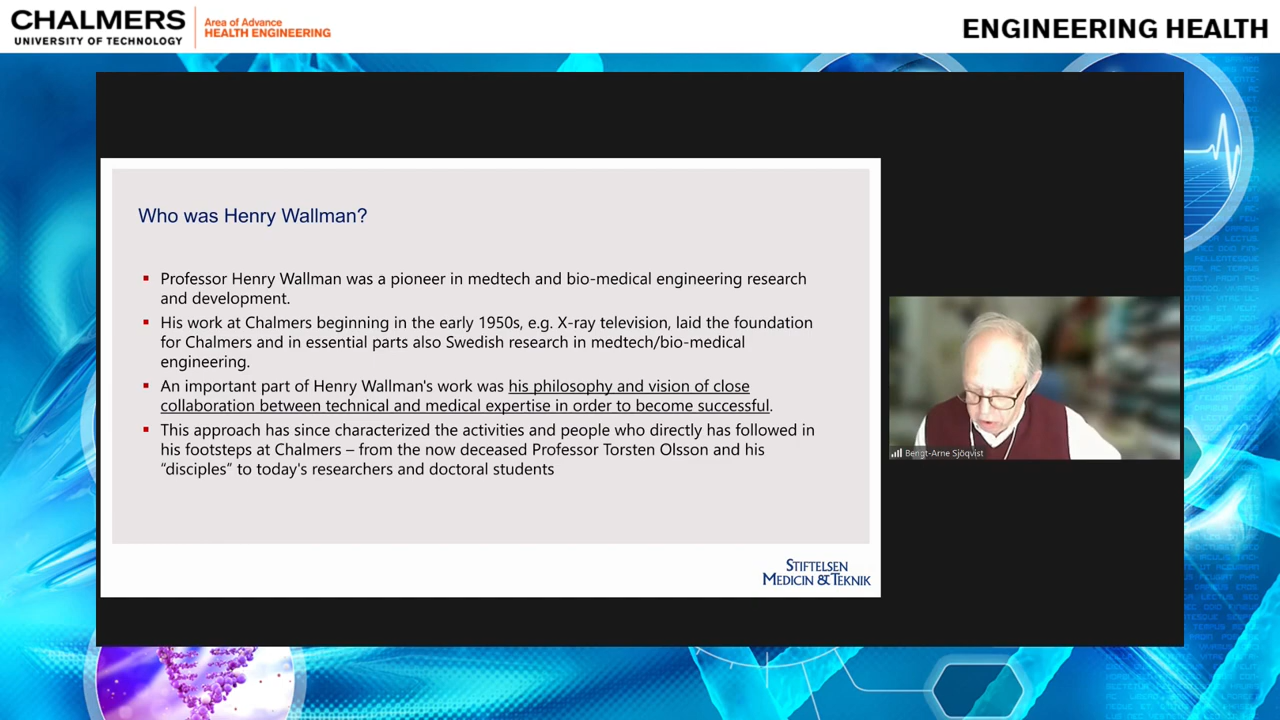 CHALMERS
UNIVERSITY OF TECHNOLOGY
Area of Advance
HEALTH ENGINEERING
ENGINEERING HEALTH
Who was Henry Wallman?
▪ Professor Henry Wallman was a pioneer in medtech and bio-medical engineering research
and development.
▪ His work at Chalmers beginning in the early 1950s, e.g. X-ray television, laid the foundation
for Chalmers and in essential parts also Swedish research in medtech/bio-medical
engineering.
▪ An important part of Henry Wallman's work was his philosophy and vision of close
collaboration between technical and medical expertise in order to become successful.
▪ This approach has since characterized the activities and people who directly has followed in
his footsteps at Chalmers – from the now deceased Professor Torsten Olsson and his
“disciples” to today's researchers and doctoral students
STIFTELSEN
MEDICIN & TEKNIK
Bengt-Arne Sjöqvist